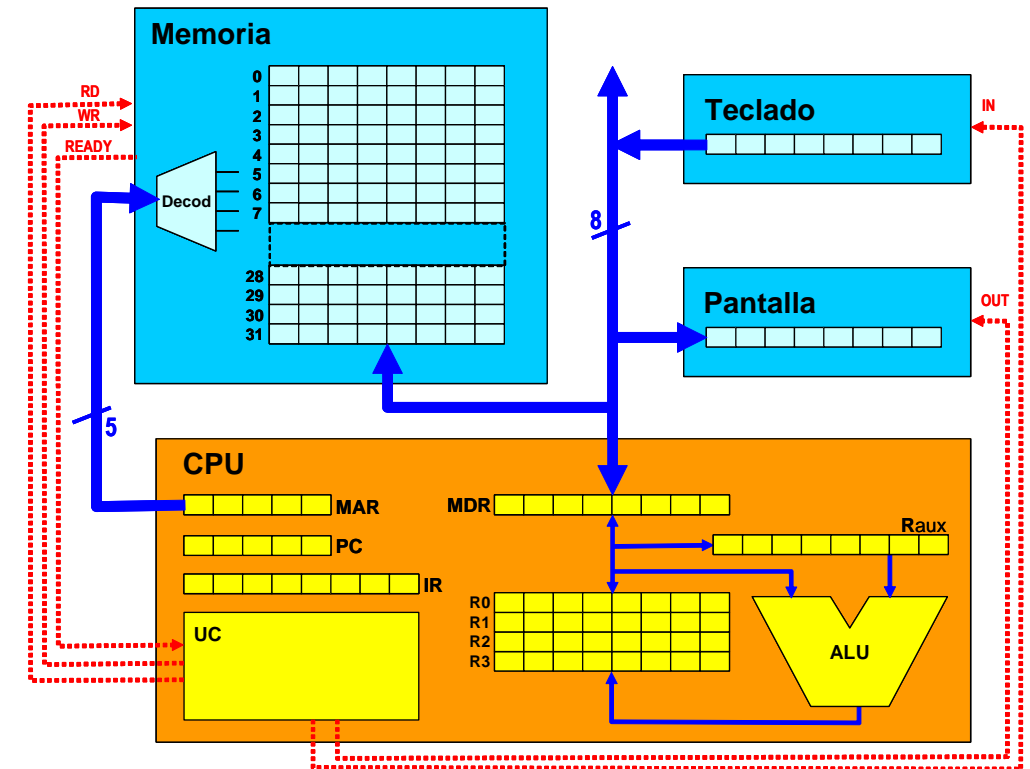 Memoria
0
1
2
3
4
5
6
7
28
29
30
31
Decod
RD
WR
READY
5
8
Teclado
IN
Pantalla
OUT
CPU
MAR
PC
IR
UC
MDR
Raux
R0
R1
R2
R3
ALU